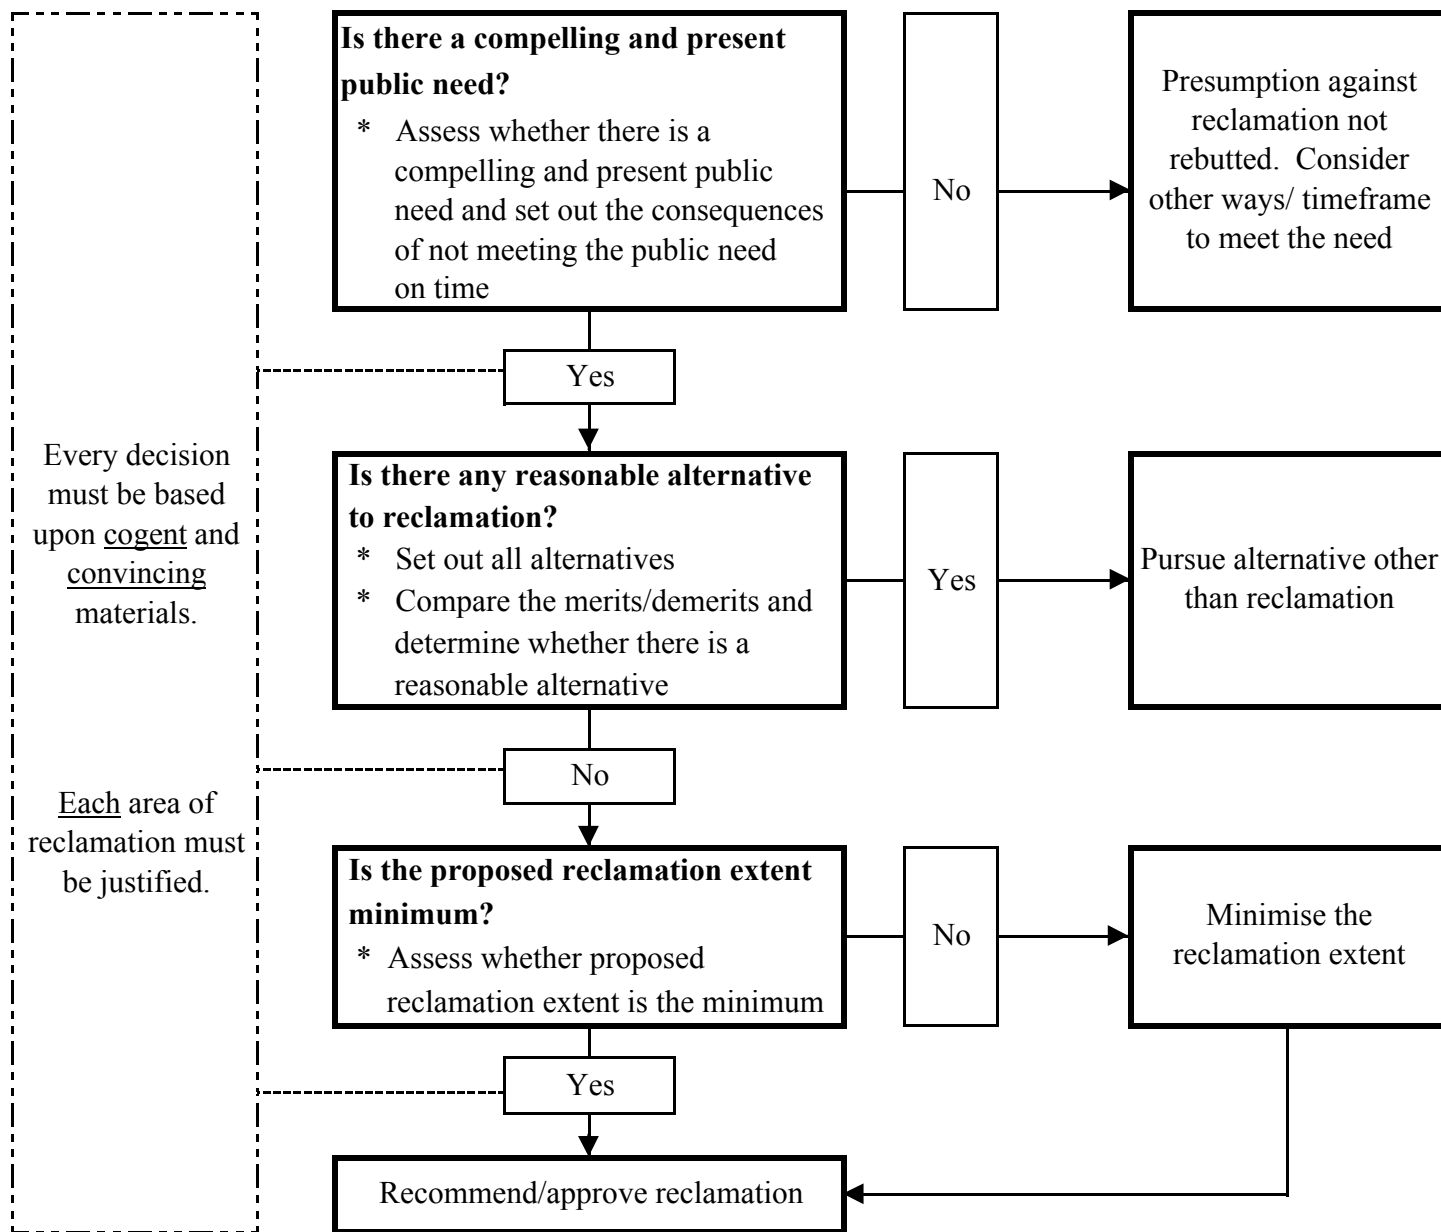 Is there a compelling and present
public need?
* Assess whether there is a
compelling and present public
need and set out the consequences
of not meeting the public need
on time
No
Presumption against
reclamation not
rebutted. Consider
other ways/ timeframe
to meet the need
Yes
Every decision
must be based
upon cogent and
convincing
materials.
Each area of
reclamation must
be justified.
Is there any reasonable alternative
to reclamation?
* Set out all alternatives
* Compare the merits/demerits and
determine whether there is a
reasonable alternative
Yes
Pursue alternative other
than reclamation
No
Is the proposed reclamation extent
minimum?
* Assess whether proposed
reclamation extent is the minimum
No
Minimise the
reclamation extent
Yes
Recommend/approve reclamation